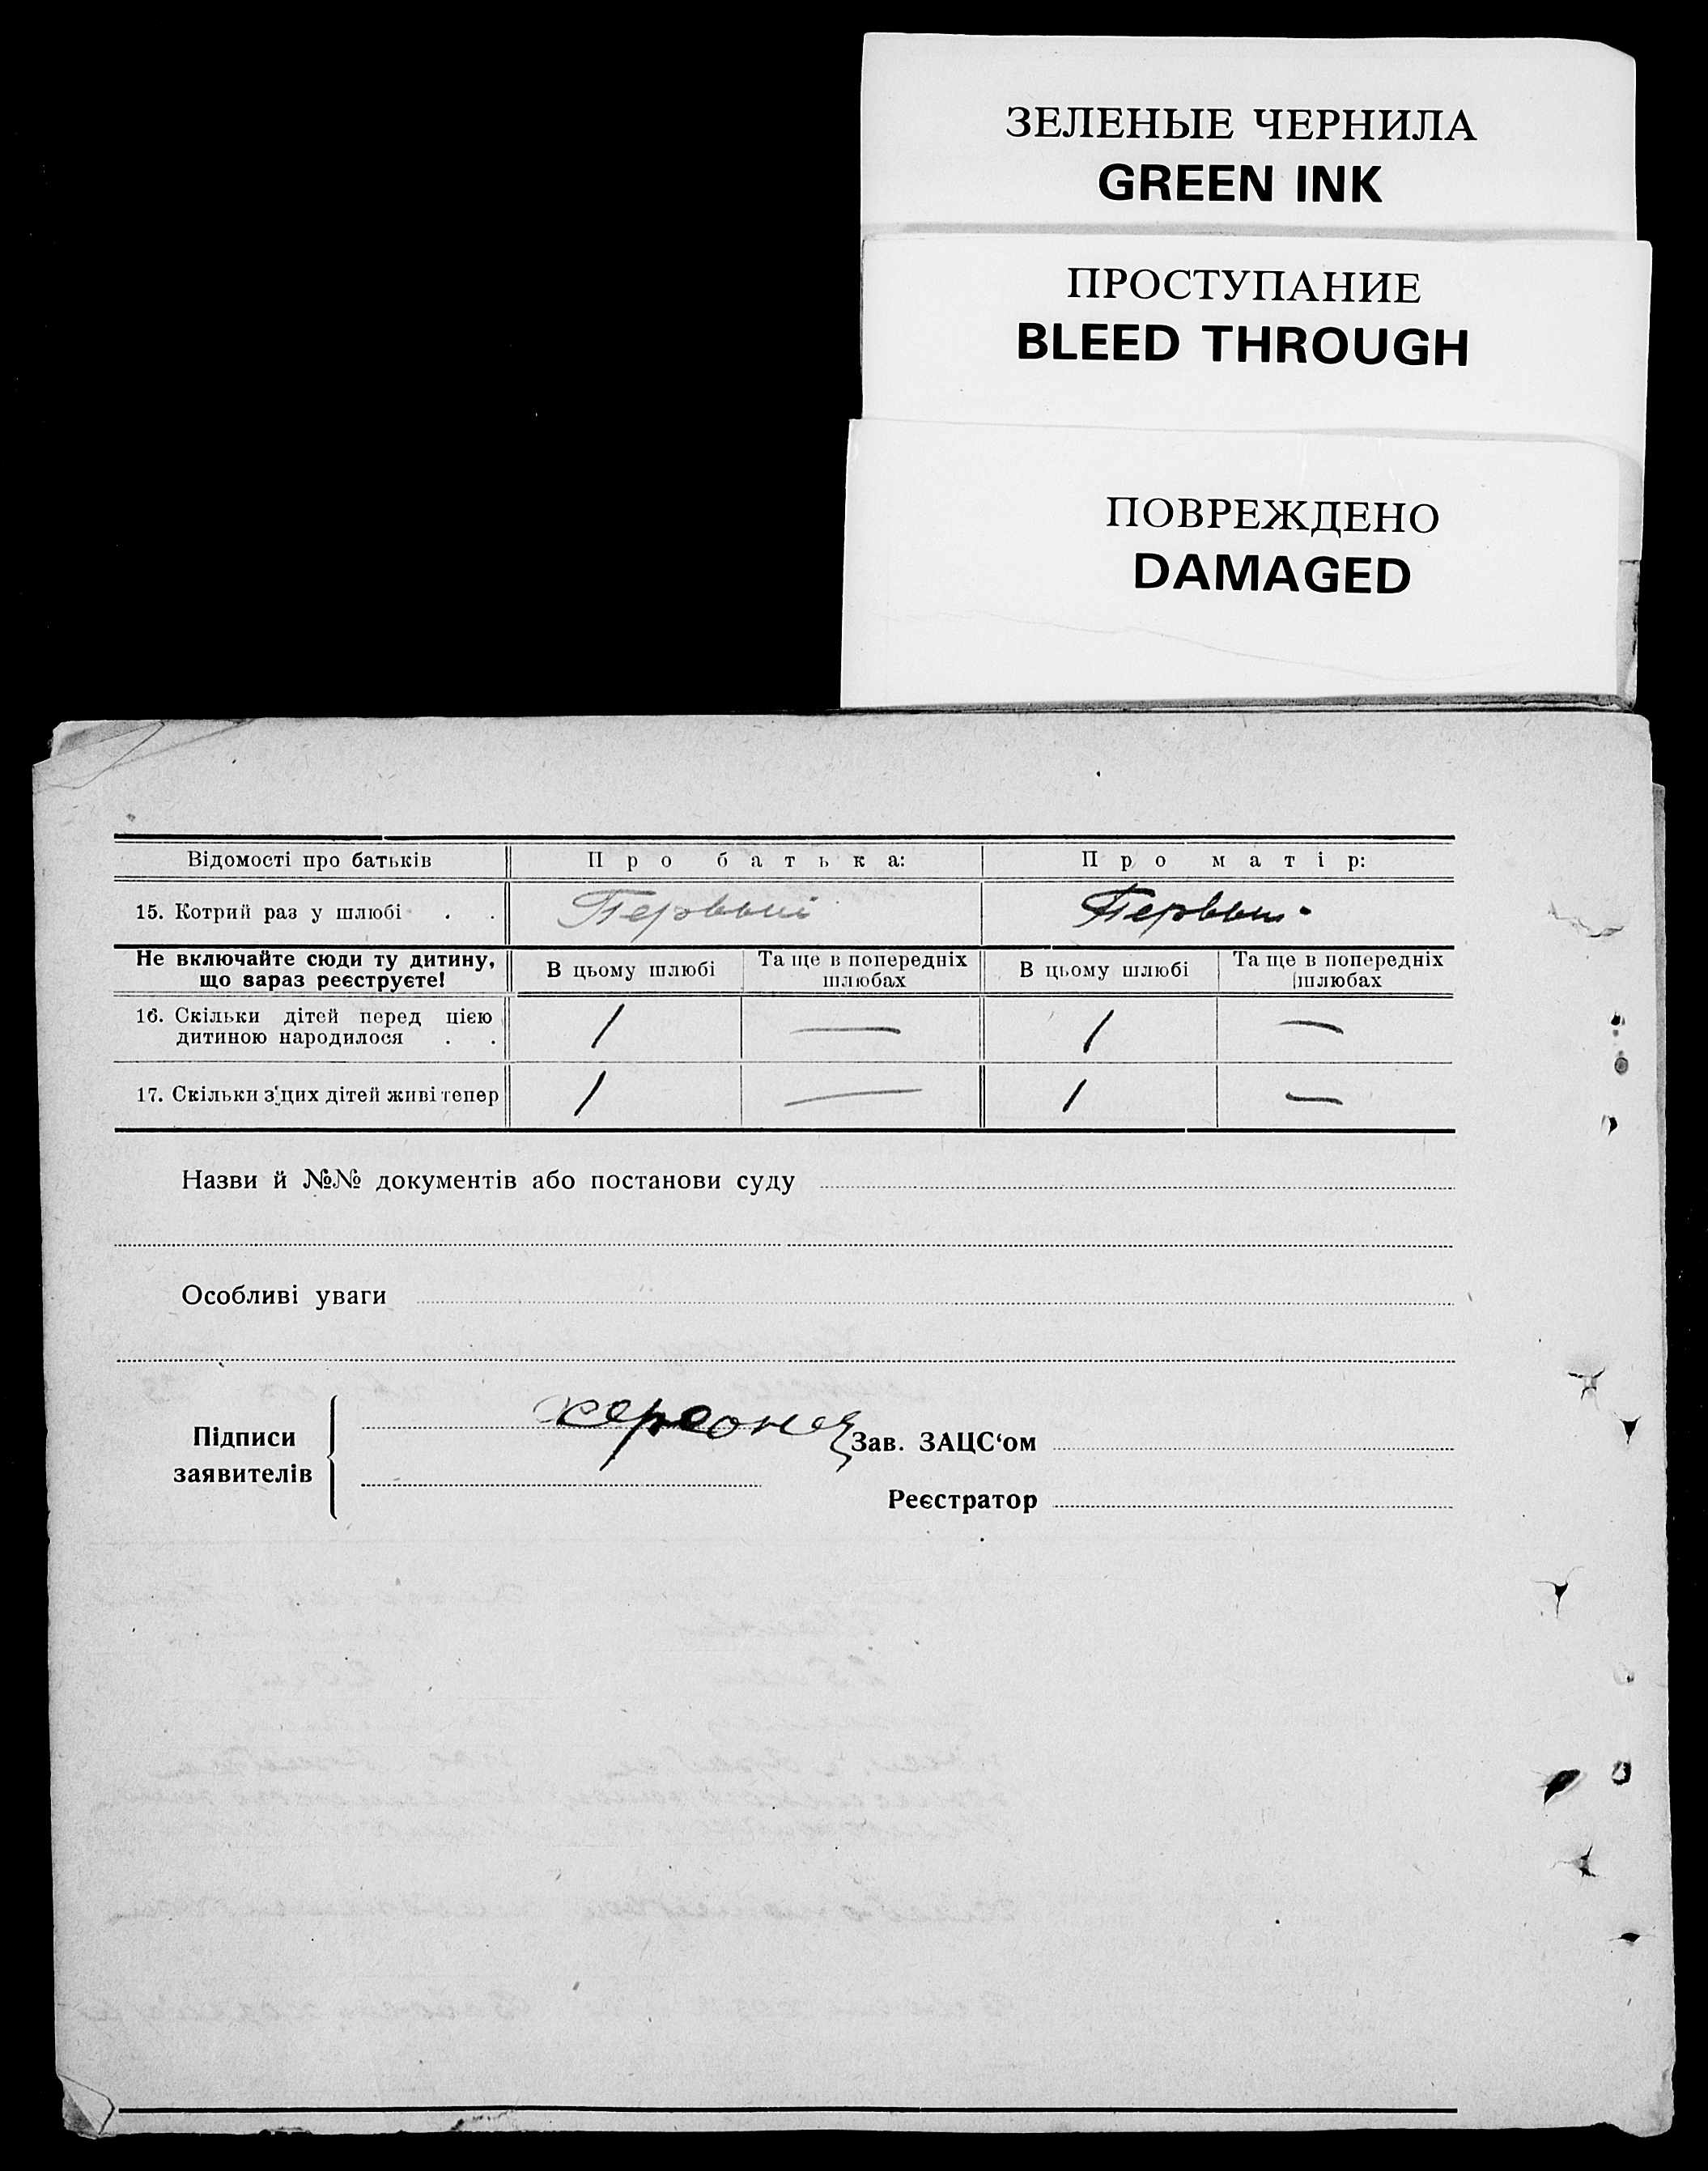 ЗЕЛЕНЫЕ ЧЕРНИЛА
GREEN INK
ПРОСТУПАНИЕ
BLEED THROUGH
ПОВРЕЖДЕНО
DAMAGED
Відомості про батьків Про батька: Про матір:
15. Котрий раз у шлюбі . . Первый Первый
Не включайте сюди ту дитину, що зараз реєструєте! В цьому шлюбі Та ще в попередніх шлюбах В цьому шлюбі Та ще в попередніх шлюбах
16. Скільки дітей перед цією дитиною народилося . . 1 — 1 —
17. Скільки з цих дітей живі тепер 1 — 1 —
Назви й №№ документів або постанови суду
Особливі уваги
Підписи заявителів
херсонец
Зав. ЗАЦС‘ом
Реєстратор